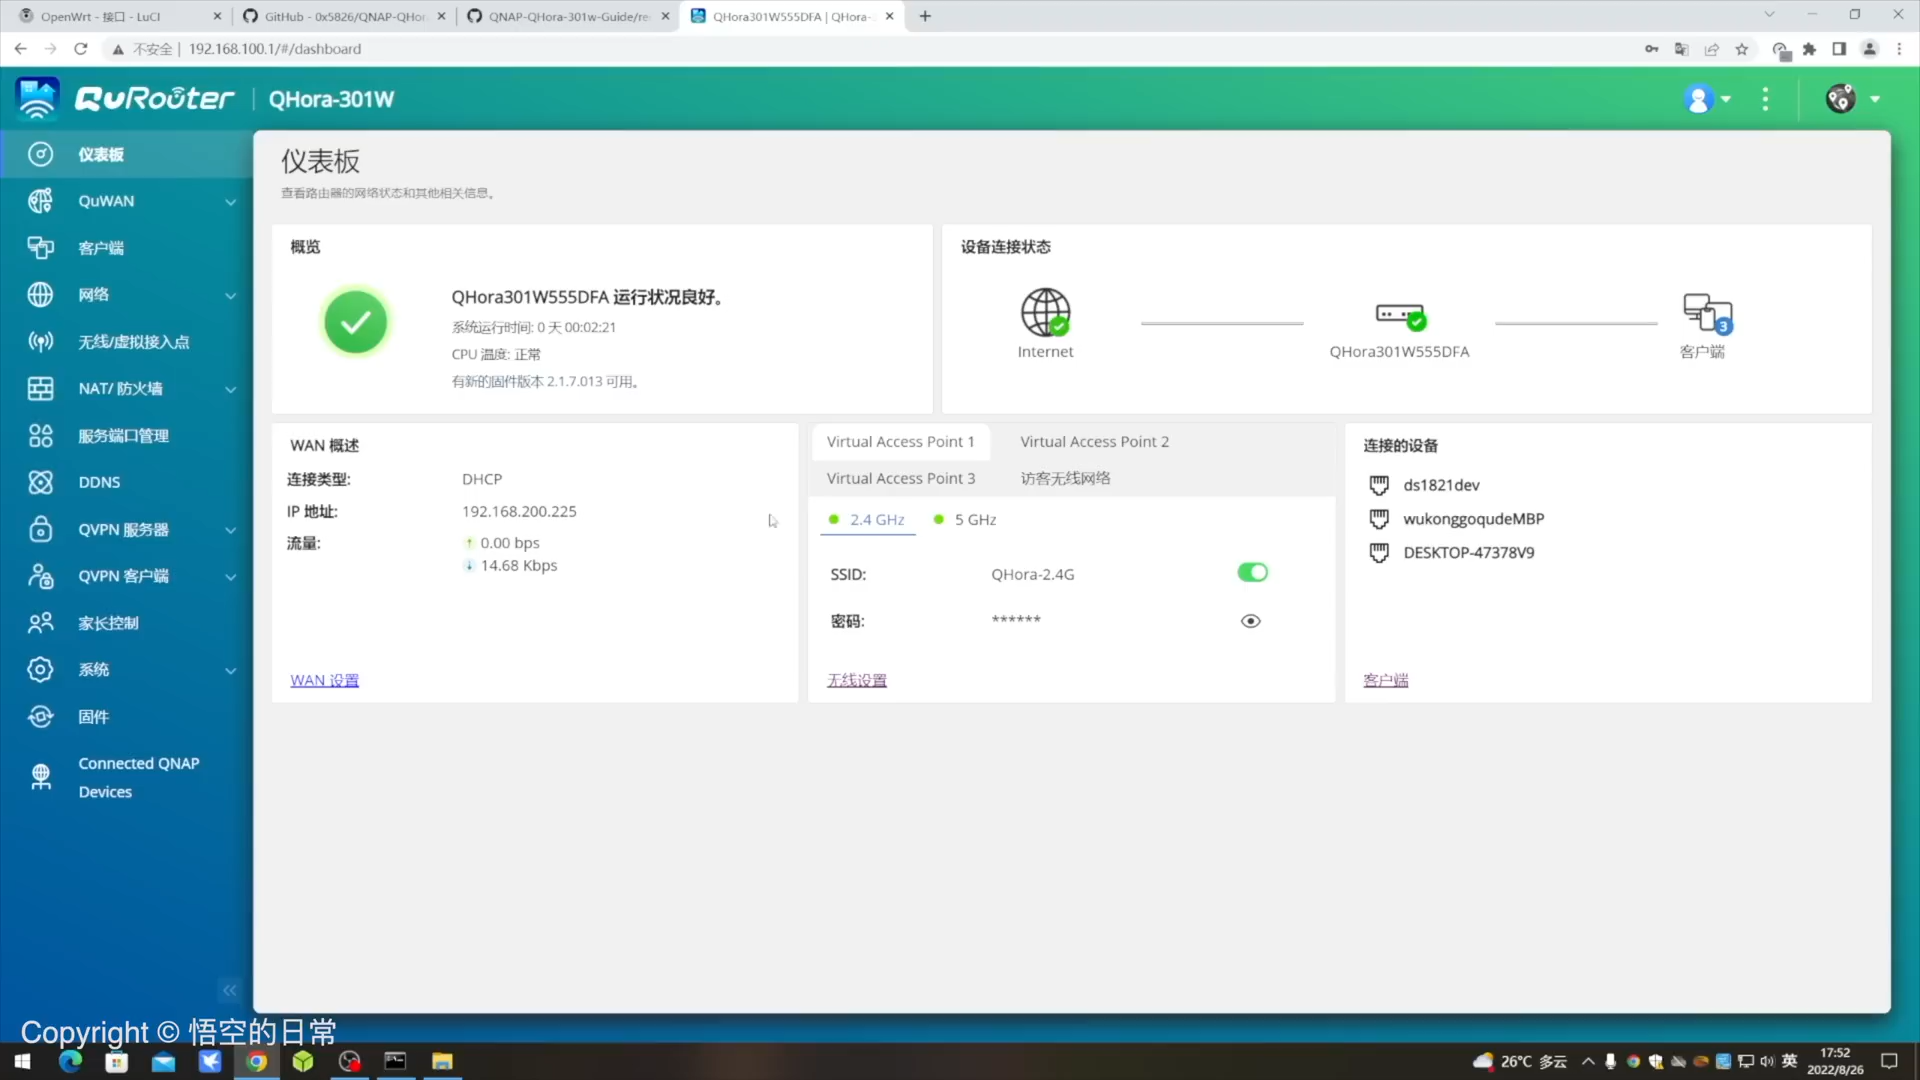 OpenWrt - 接口 - LuCI
GitHub - 0x5826/QNAP-QHor
QNAP-QHora-301w-Guide/re
QHora301W555DFA | QHora-
不安全 | 192.168.100.1/#/dashboard
QuRouter | QHora-301W
仪表板
QuWAN
客户端
网络
无线/虚拟接入点
NAT/ 防火墙
服务端口管理
DDNS
QVPN 服务器
QVPN 客户端
家长控制
系统
固件
Connected QNAP
Devices
仪表板
查看路由器的网络状态和其他相关信息。
概览
QHora301W555DFA 运行状况良好。
系统运行时间: 0 天 00:02:21
CPU 温度: 正常
有新的固件版本 2.1.7.013 可用。
设备连接状态
Internet
QHora301W555DFA
3
客户端
WAN 概述
连接类型: DHCP
IP 地址: 192.168.200.225
流量: ↑ 0.00 bps
↓ 14.68 Kbps
WAN 设置
Virtual Access Point 1
Virtual Access Point 2
Virtual Access Point 3
访客无线网络
2.4 GHz
5 GHz
SSID: QHora-2.4G
密码: ******
无线设置
连接的设备
ds1821dev
wukonggoqudeMBP
DESKTOP-47378V9
客户端
Copyright © 悟空的日常
26°C 多云
英
17:52
2022/8/26